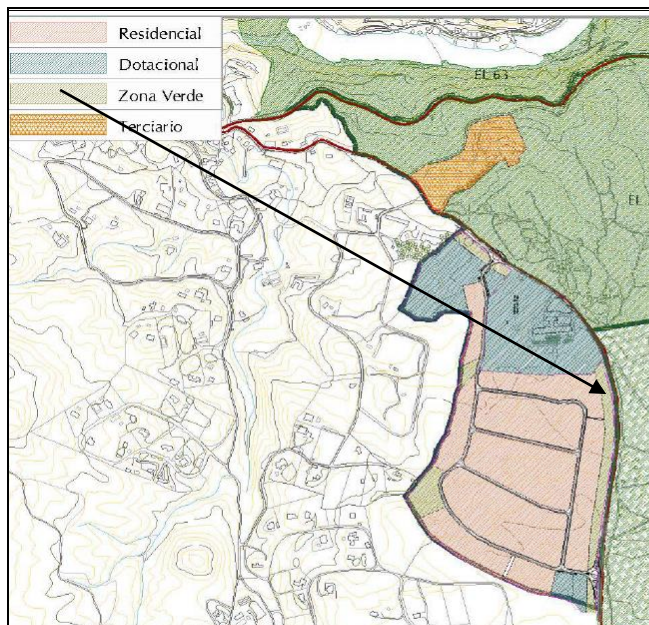 Residencial
Dotacional
Zona Verde
Terciario
EL 63
EL